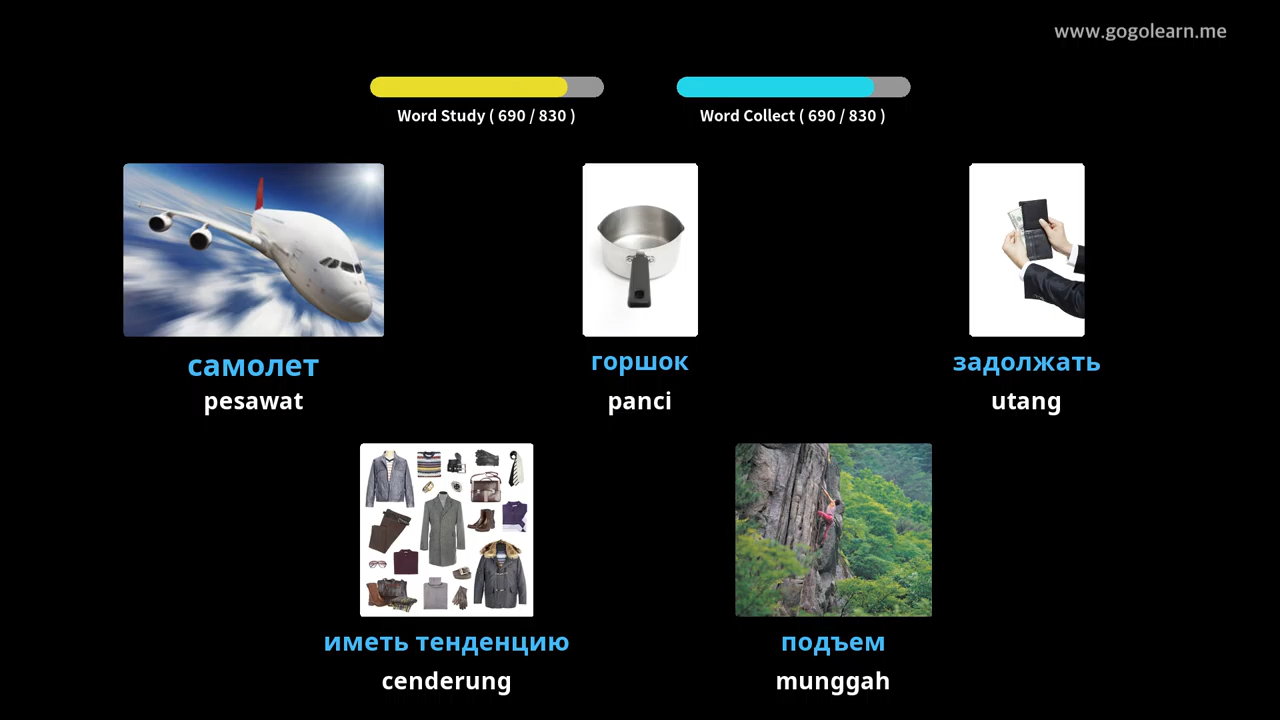 www.gogolearn.me
Word Study ( 690 / 830 )
Word Collect ( 690 / 830 )
самолет
pesawat
горшок
panci
задолжать
utang
иметь тенденцию
cenderung
подъем
munggah